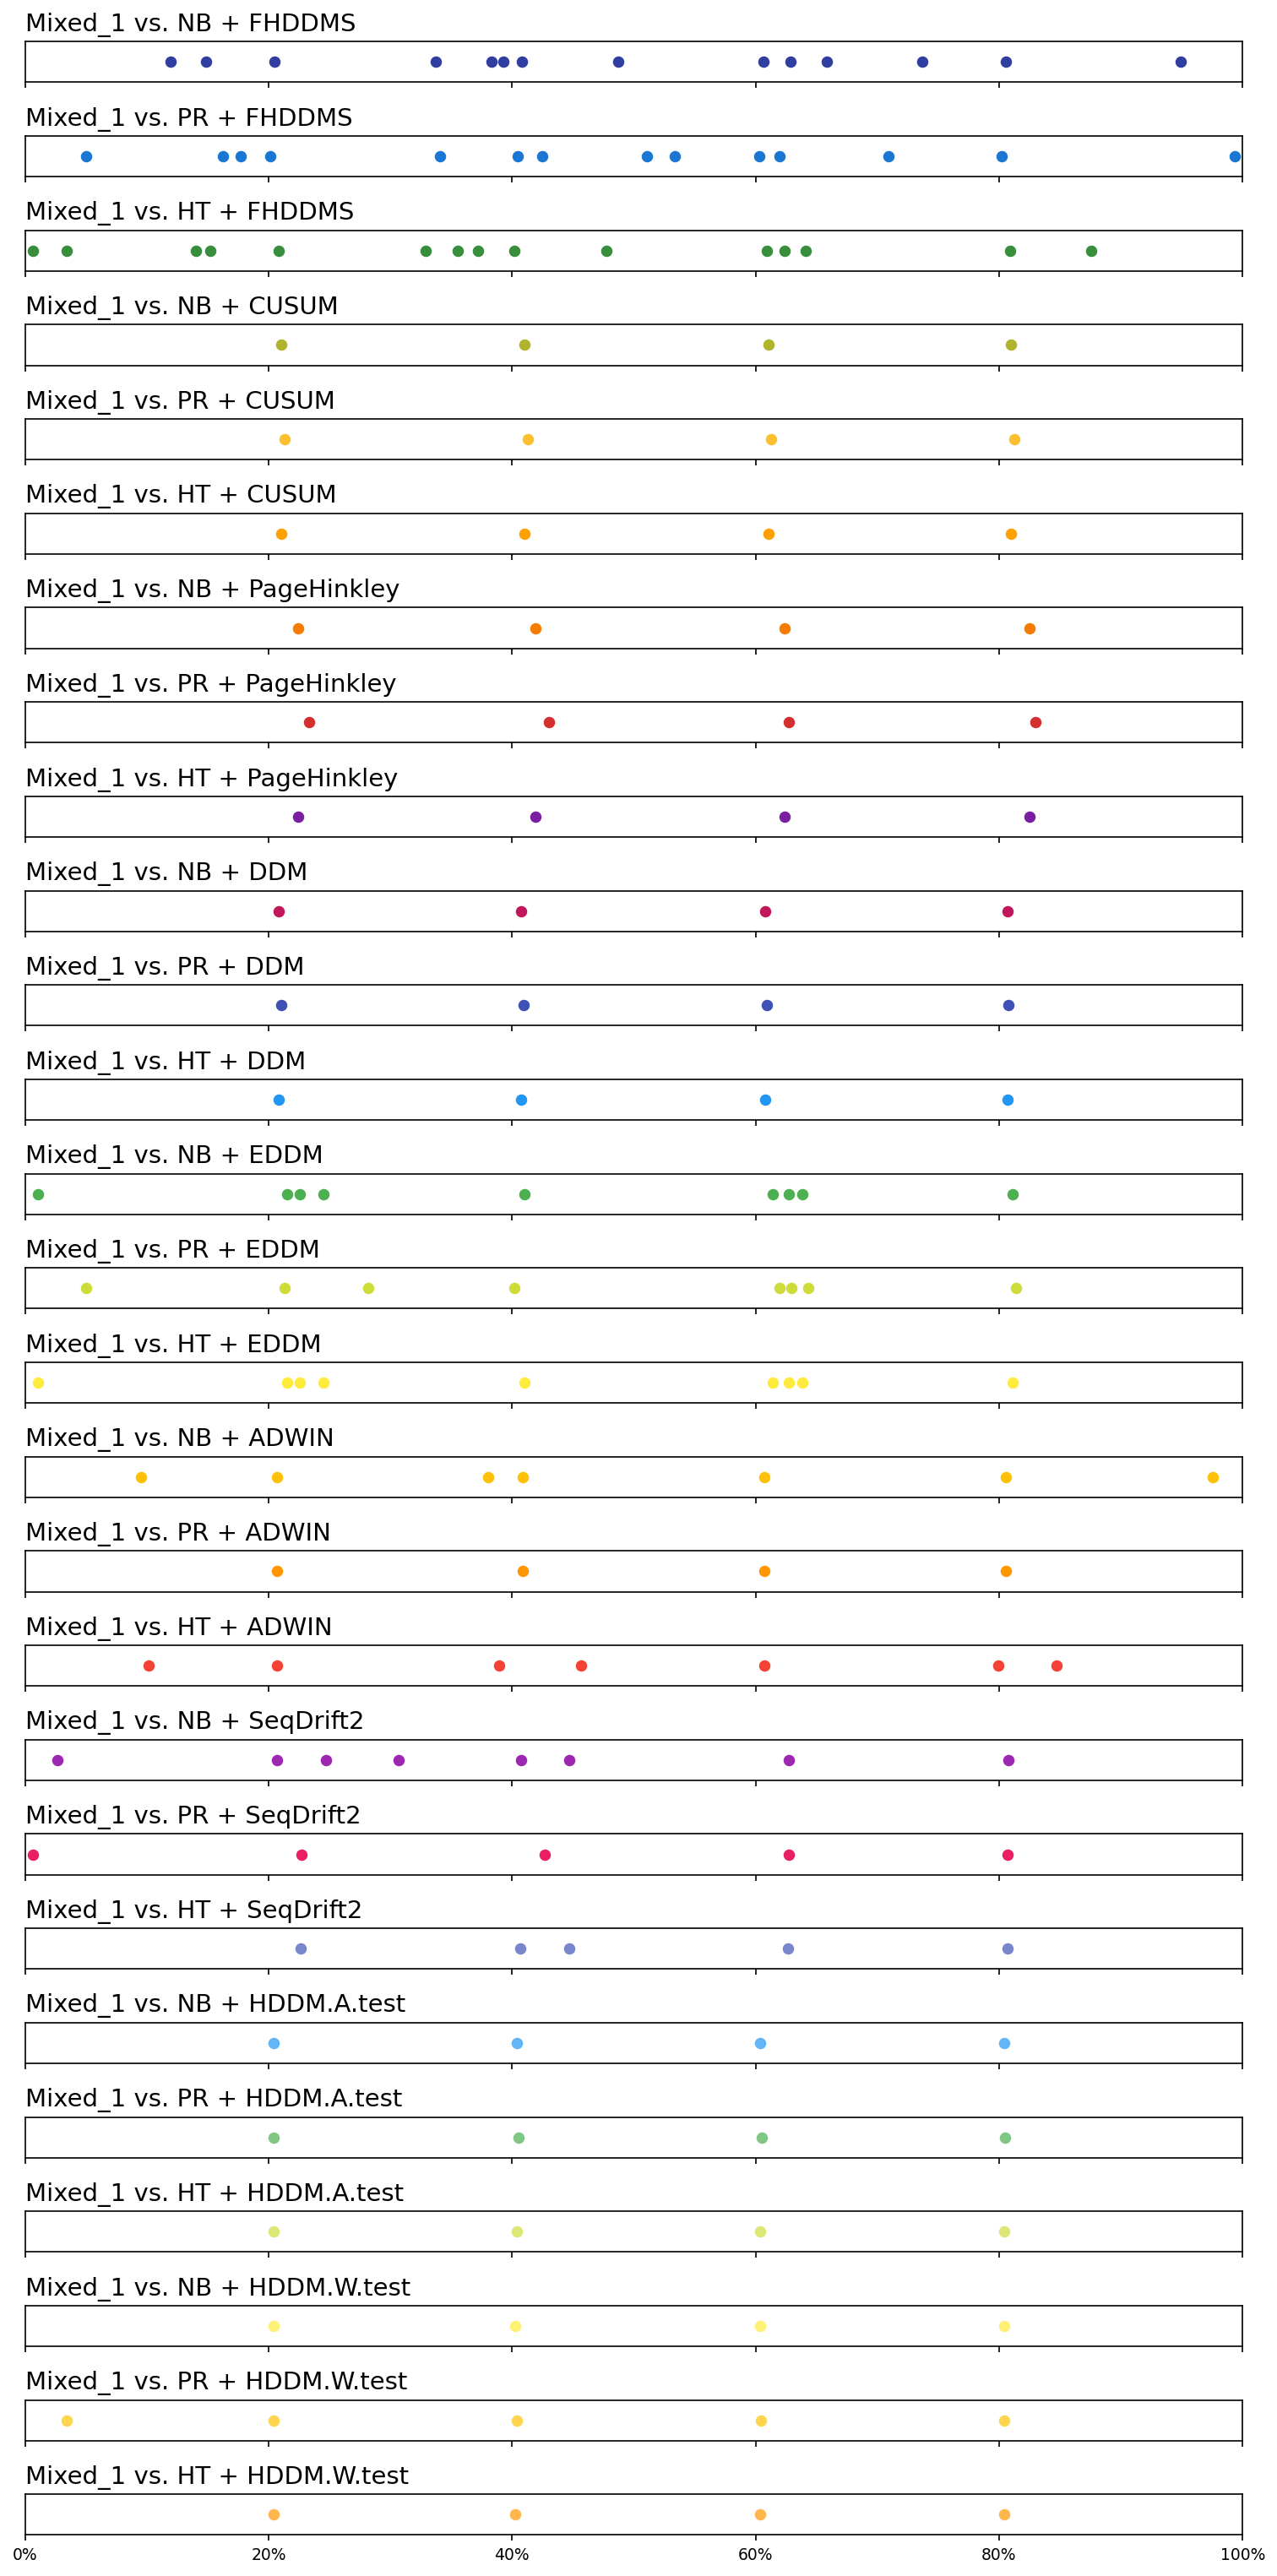 Mixed_1 vs. NB + FHDDMS
Mixed_1 vs. PR + FHDDMS
Mixed_1 vs. HT + FHDDMS
Mixed_1 vs. NB + CUSUM
Mixed_1 vs. PR + CUSUM
Mixed_1 vs. HT + CUSUM
Mixed_1 vs. NB + PageHinkley
Mixed_1 vs. PR + PageHinkley
Mixed_1 vs. HT + PageHinkley
Mixed_1 vs. NB + DDM
Mixed_1 vs. PR + DDM
Mixed_1 vs. HT + DDM
Mixed_1 vs. NB + EDDM
Mixed_1 vs. PR + EDDM
Mixed_1 vs. HT + EDDM
Mixed_1 vs. NB + ADWIN
Mixed_1 vs. PR + ADWIN
Mixed_1 vs. HT + ADWIN
Mixed_1 vs. NB + SeqDrift2
Mixed_1 vs. PR + SeqDrift2
Mixed_1 vs. HT + SeqDrift2
Mixed_1 vs. NB + HDDM.A.test
Mixed_1 vs. PR + HDDM.A.test
Mixed_1 vs. HT + HDDM.A.test
Mixed_1 vs. NB + HDDM.W.test
Mixed_1 vs. PR + HDDM.W.test
Mixed_1 vs. HT + HDDM.W.test
0% 20% 40% 60% 80% 100%